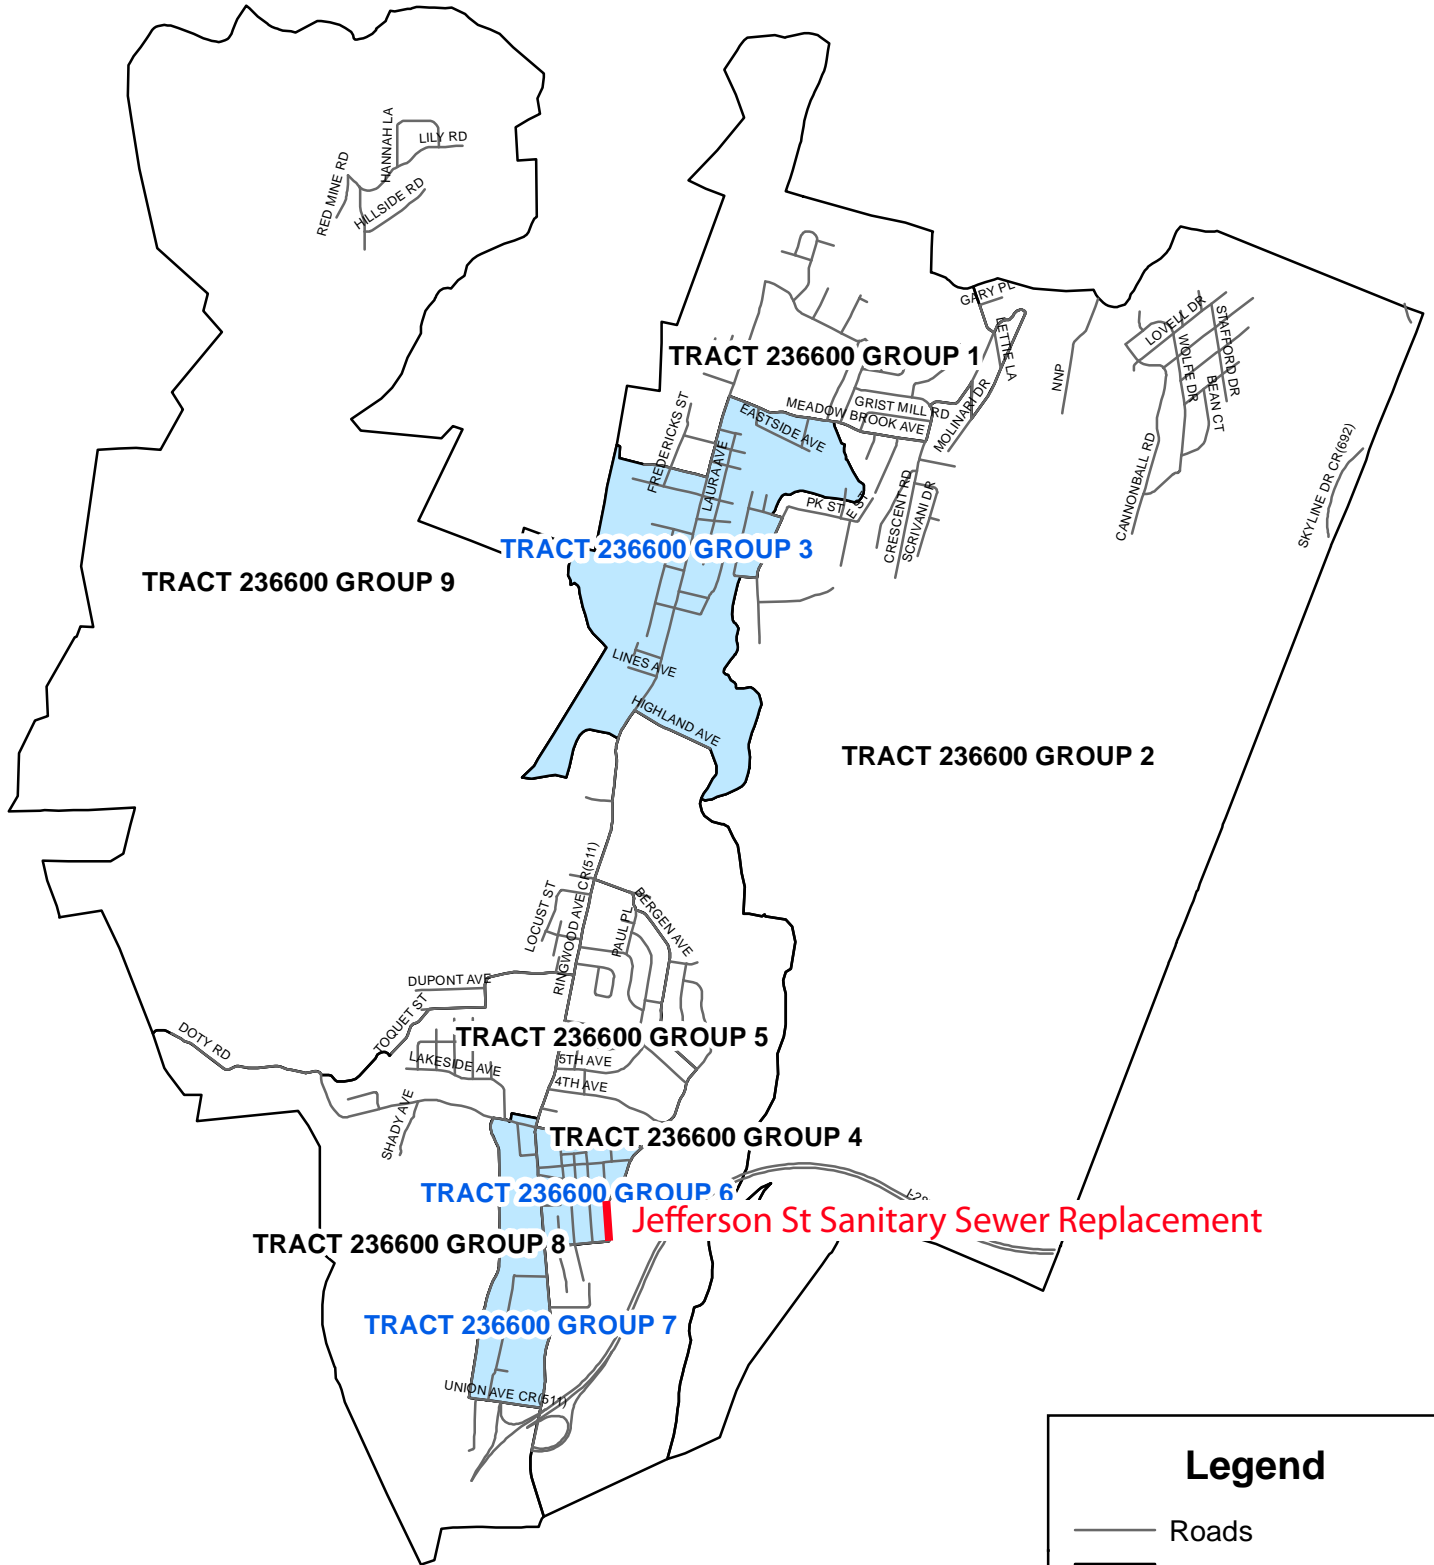 HANNAH LA
LILY RD
RED MINE RD
HILLSIDE RD
GARY PL
LETTIE LA
LOVELL DR
STAFFORD DR
WOLFE DR
BEAN CT
NNP
TRACT 236600 GROUP 1
FREDERICKS ST
EASTSIDE AVE
MEADOW BROOK AVE
GRIST MILL RD
MOLINARI DR
LAURA AVE
CANNONBALL RD
SKYLINE DR CR(692)
PK ST
E ST
CRESCENT RD
SCRIVANI DR
TRACT 236600 GROUP 3
TRACT 236600 GROUP 9
LINES AVE
HIGHLAND AVE
TRACT 236600 GROUP 2
LOCUST ST
RINGWOOD AVE CR(511)
PAUL PL
BERGEN AVE
DUPONT AVE
TOQUET ST
DOTY RD
TRACT 236600 GROUP 5
LAKESIDE AVE
5TH AVE
4TH AVE
SHADY AVE
TRACT 236600 GROUP 4
TRACT 236600 GROUP 6
Jefferson St Sanitary Sewer Replacement
TRACT 236600 GROUP 8
TRACT 236600 GROUP 7
UNION AVE CR(511)
Legend
Roads